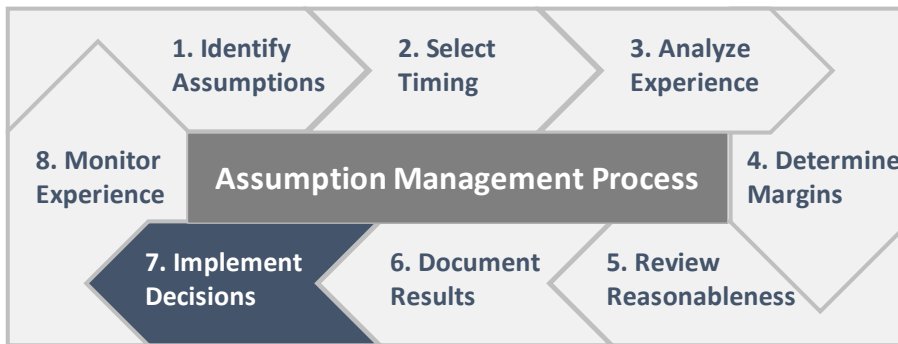 1. Identify
Assumptions
2. Select
Timing
3. Analyze
Experience
4. Determine
Margins
5. Review
Reasonableness
6. Document
Results
7. Implement
Decisions
8. Monitor
Experience
Assumption Management Process